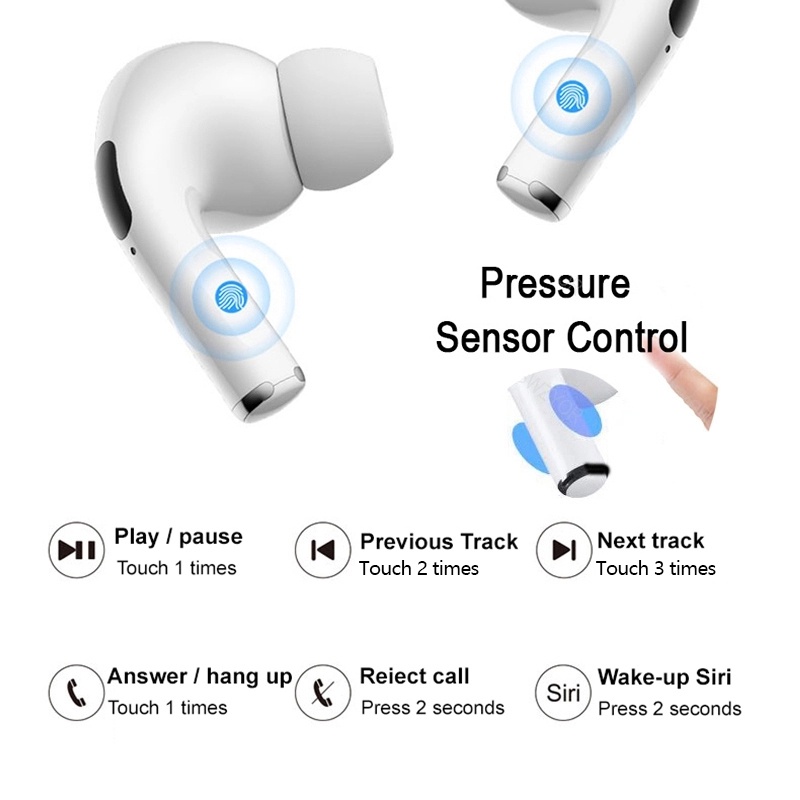 Pressure
Sensor Control
Play / pause
Touch 1 times
Previous Track
Touch 2 times
Next track
Touch 3 times
Answer / hang up
Touch 1 times
Reiect call
Press 2 seconds
Siri
Wake-up Siri
Press 2 seconds